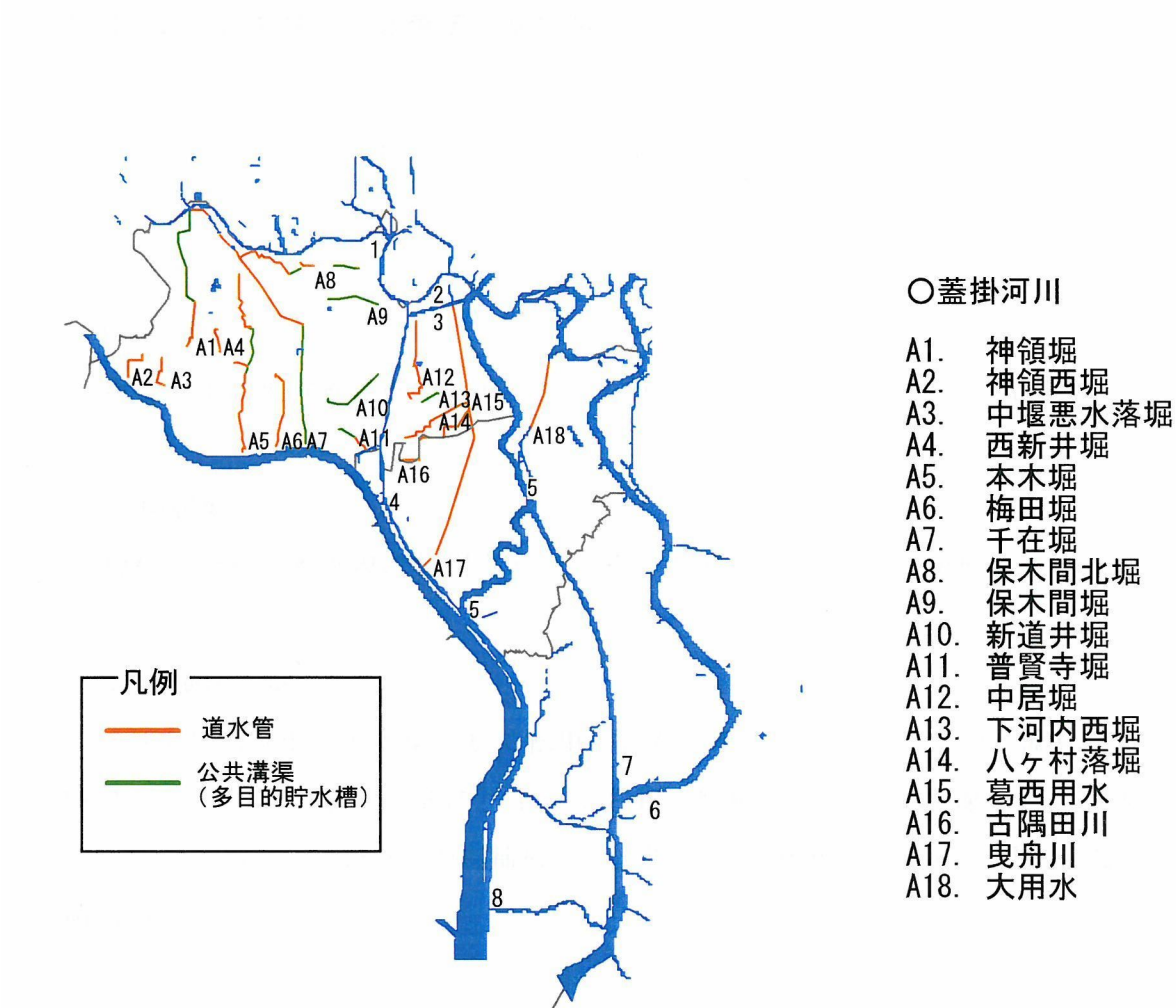 1
A8
2
A9
3
○蓋掛河川
A1. 神領堀
A2. 神領西堀
A3. 中堰悪水落堀
A4. 西新井堀
A5. 本木堀
A6. 梅田堀
A7. 千在堀
A8. 保木間北堀
A9. 保木間堀
A10. 新道井堀
A11. 普賢寺堀
A12. 中居堀
A13. 下河内西堀
A14. 八ヶ村落堀
A15. 葛西用水
A16. 古隅田川
A17. 曳舟川
A18. 大用水
A1 A4
A2 A3
A12
A10 A13 A15
A14
A5 A6 A7 A11 A18
A16
4 5
A17
5
凡例
道水管
公共溝渠
(多目的貯水槽)
7
6
8